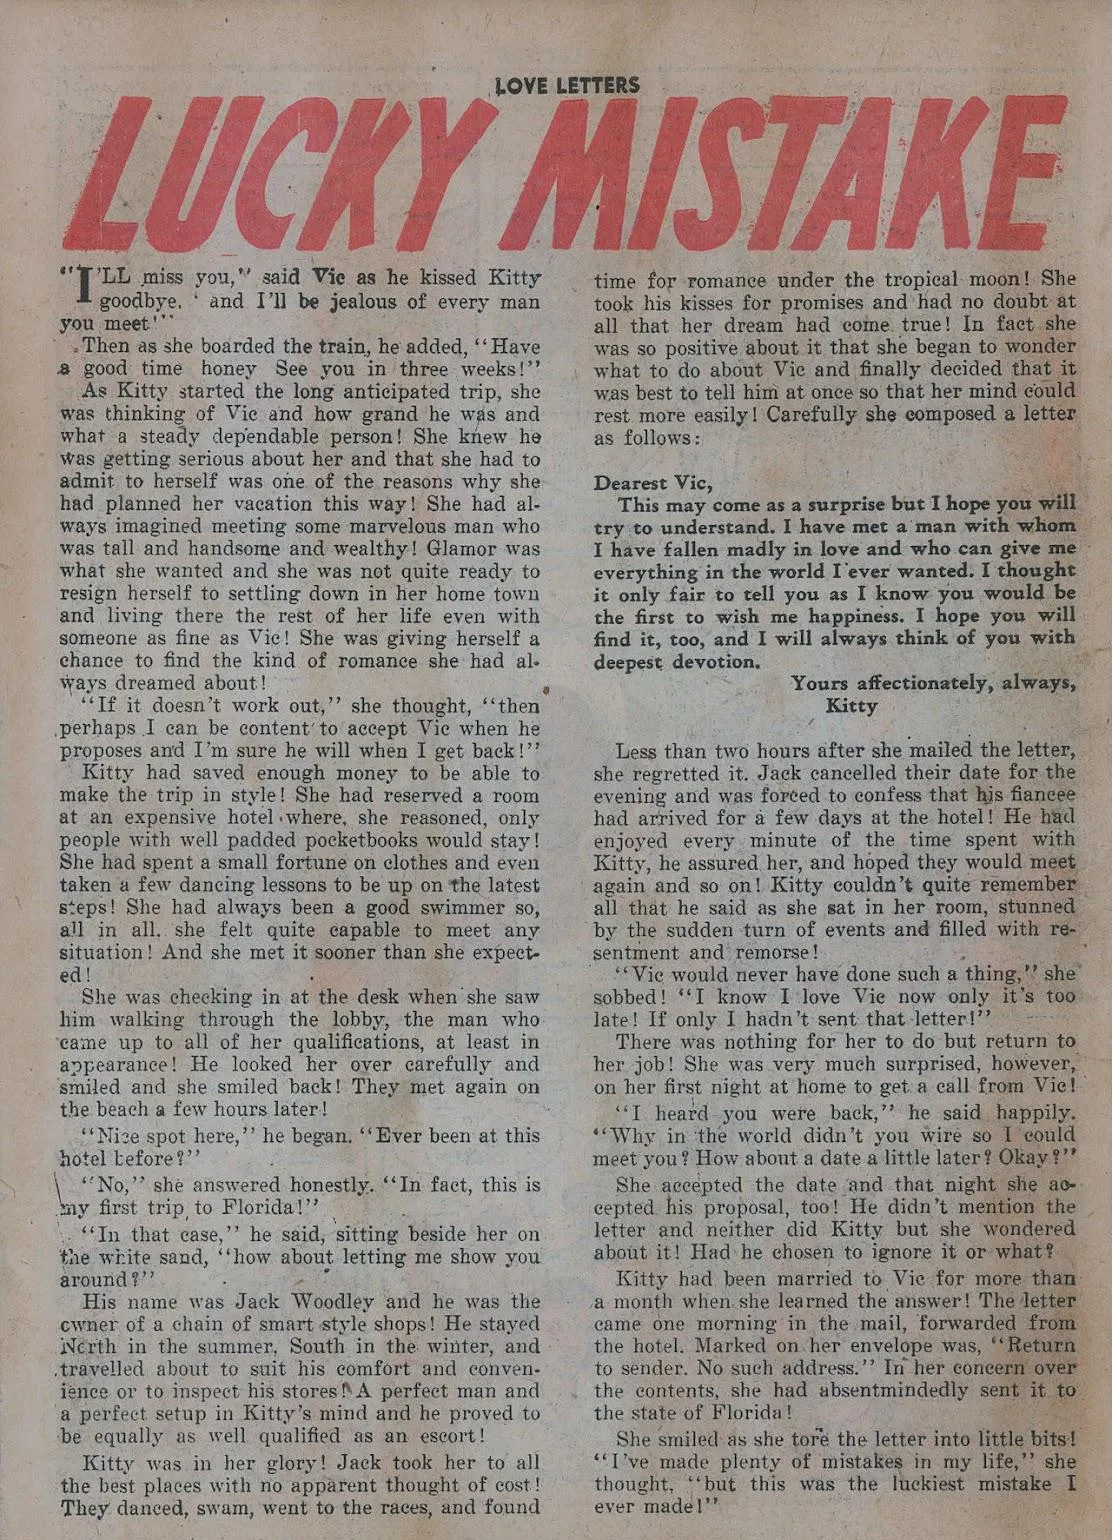 LOVE LETTERS
LUCKY MISTAKE
"I'LL miss you," said Vic as he kissed Kitty
goodbye. ' and I'll be jealous of every man
you meet!"
Then as she boarded the train, he added, "Have
a good time honey See you in three weeks!"
As Kitty started the long anticipated trip, she
was thinking of Vic and how grand he was and
what a steady dependable person! She knew he
was getting serious about her and that she had to
admit to herself was one of the reasons why she
had planned her vacation this way! She had al-
ways imagined meeting some marvelous man who
was tall and handsome and wealthy! Glamor was
what she wanted and she was not quite ready to
resign herself to settling down in her home town
and living there the rest of her life even with
someone as fine as Vic! She was giving herself a
chance to find the kind of romance she had al-
ways dreamed about!
"If it doesn't work out," she thought, "then
perhaps I can be content to accept Vic when he
proposes and I'm sure he will when I get back!"
Kitty had saved enough money to be able to
make the trip in style! She had reserved a room
at an expensive hotel where, she reasoned, only
people with well padded pocketbooks would stay!
She had spent a small fortune on clothes and even
taken a few dancing lessons to be up on the latest
steps! She had always been a good swimmer so,
all in all. she felt quite capable to meet any
situation! And she met it sooner than she expect-
ed!
She was checking in at the desk when she saw
him walking through the lobby, the man who
came up to all of her qualifications, at least in
appearance! He looked her over carefully and
smiled and she smiled back! They met again on
the beach a few hours later!
"Nice spot here," he began. "Ever been at this
hotel before?"
"No," she answered honestly. "In fact, this is
my first trip to Florida!"
"In that case," he said, sitting beside her on
the white sand, "how about letting me show you
around?"
His name was Jack Woodley and he was the
owner of a chain of smart style shops! He stayed
North in the summer, South in the winter, and
travelled about to suit his comfort and conven-
ience or to inspect his stores! A perfect man and
a perfect setup in Kitty's mind and he proved to
be equally as well qualified as an escort!
Kitty was in her glory! Jack took her to all
the best places with no apparent thought of cost!
They danced, swam, went to the races, and found
time for romance under the tropical moon! She
took his kisses for promises and had no doubt at
all that her dream had come true! In fact she
was so positive about it that she began to wonder
what to do about Vic and finally decided that it
was best to tell him at once so that her mind could
rest more easily! Carefully she composed a letter
as follows:
Dearest Vic,
This may come as a surprise but I hope you will
try to understand. I have met a man with whom
I have fallen madly in love and who can give me
everything in the world I ever wanted. I thought
it only fair to tell you as I know you would be
the first to wish me happiness. I hope you will
find it, too, and I will always think of you with
deepest devotion.
Yours affectionately, always,
Kitty
Less than two hours after she mailed the letter,
she regretted it. Jack cancelled their date for the
evening and was forced to confess that his fiancee
had arrived for a few days at the hotel! He had
enjoyed every minute of the time spent with
Kitty, he assured her, and hoped they would meet
again and so on! Kitty couldn't quite remember
all that he said as she sat in her room, stunned
by the sudden turn of events and filled with re-
sentment and remorse!
"Vic would never have done such a thing," she
sobbed! "I know I love Vic now only it's too
late! If only I hadn't sent that letter!"
There was nothing for her to do but return to
her job! She was very much surprised, however,
on her first night at home to get a call from Vic!
"I heard you were back," he said happily.
"Why in the world didn't you wire so I could
meet you? How about a date a little later? Okay?"
She accepted the date and that night she ac-
cepted his proposal, too! He didn't mention the
letter and neither did Kitty but she wondered
about it! Had he chosen to ignore it or what?
Kitty had been married to Vic for more than
a month when she learned the answer! The letter
came one morning in the mail, forwarded from
the hotel. Marked on her envelope was, "Return
to sender. No such address." In her concern over
the contents, she had absentmindedly sent it to
the state of Florida!
She smiled as she tore the letter into little bits!
"I've made plenty of mistakes in my life," she
thought, "but this was the luckiest mistake I
ever made!"